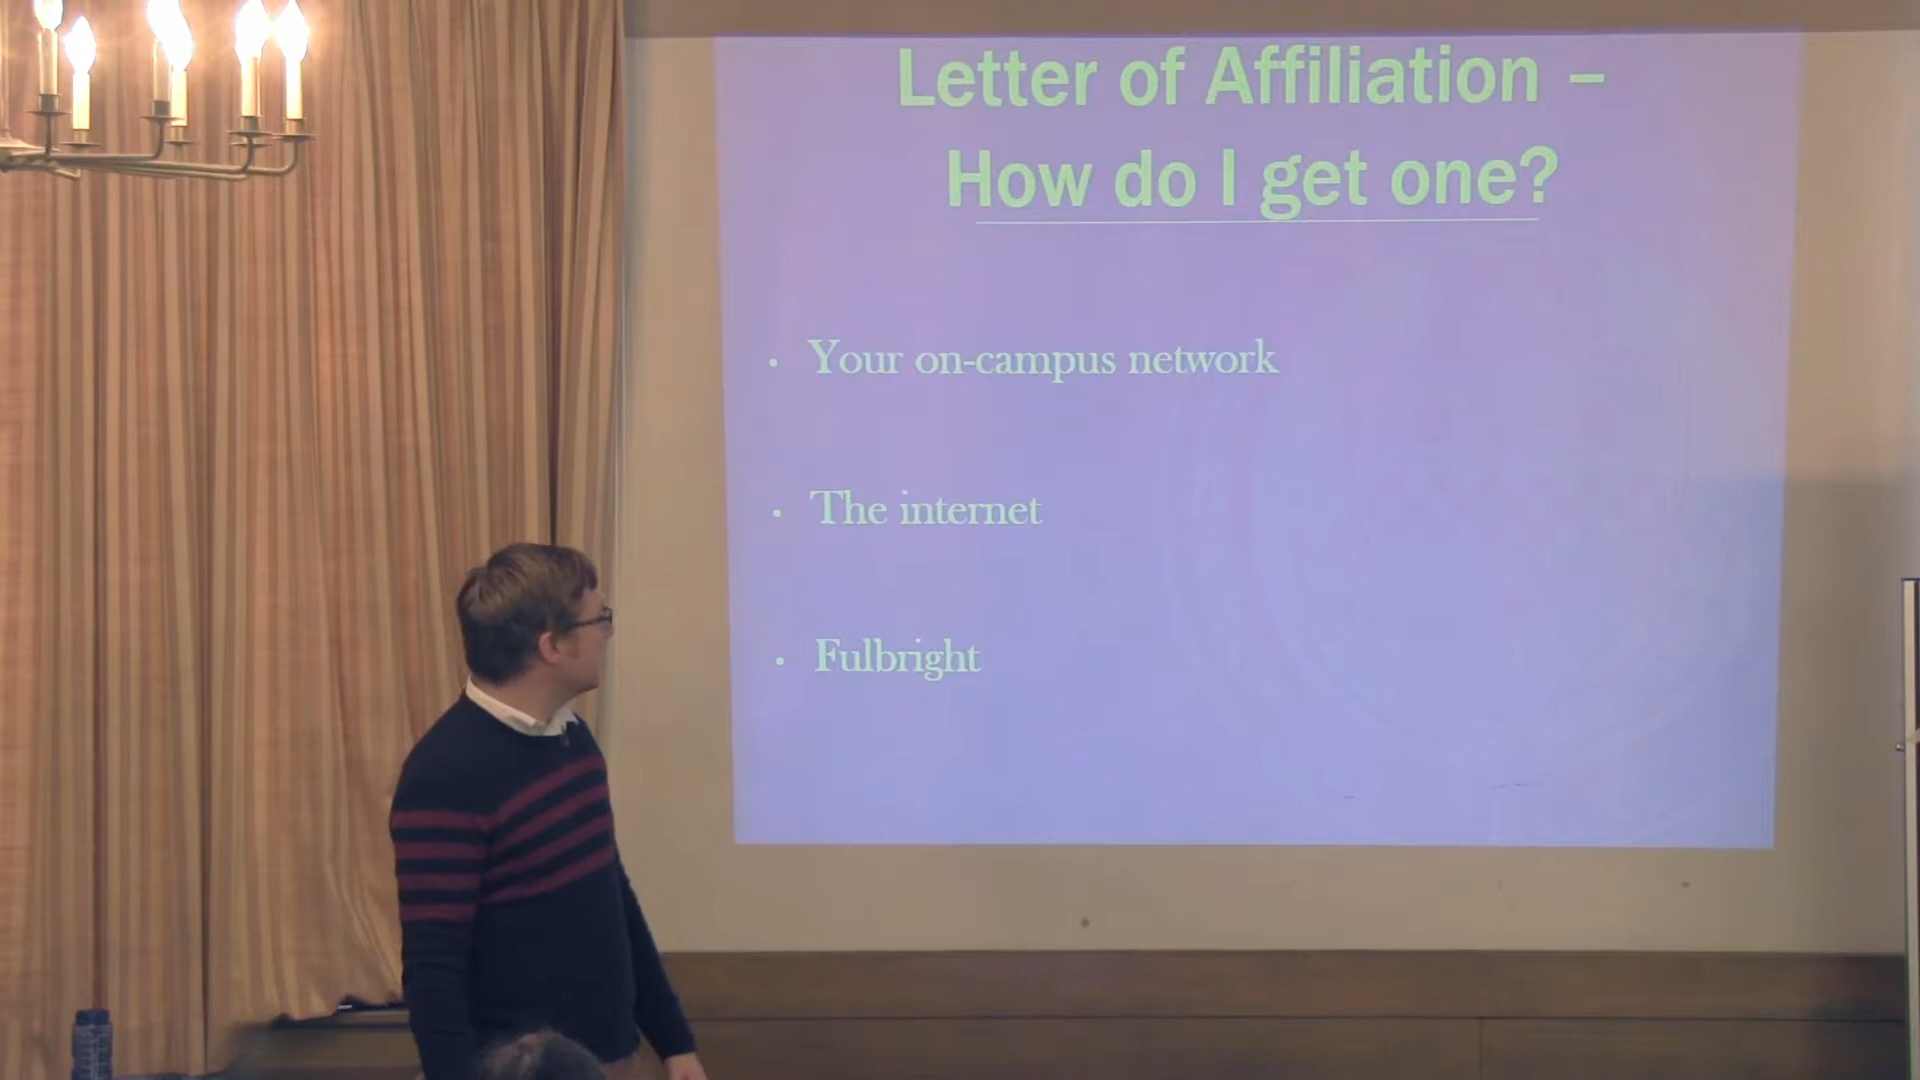 Letter of Affiliation –
How do I get one?
• Your on-campus network
• The internet
• Fulbright